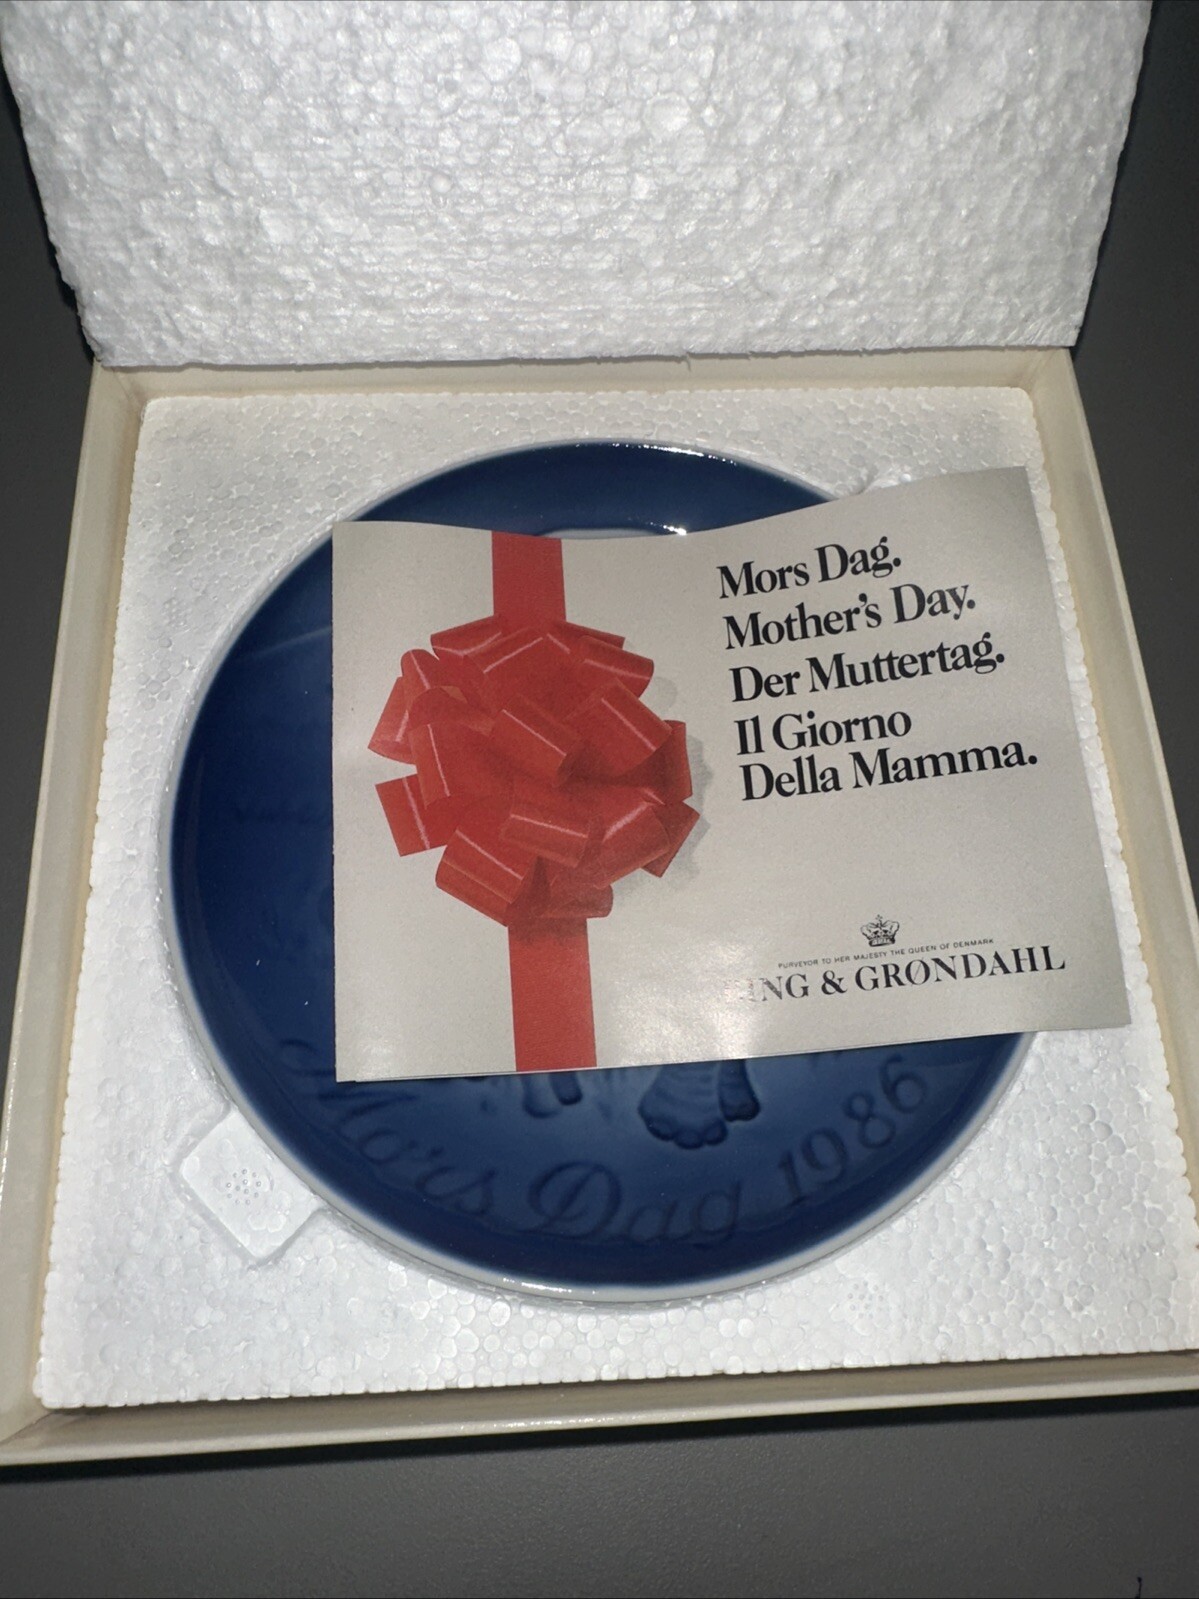 Mors Dag.
Mother's Day.
Der Muttertag.
Il Giorno
Della Mamma.
PURVEYOR TO HER MAJESTY THE QUEEN OF DENMARK
ING & GRØNDAHL
Mors Dag 1986